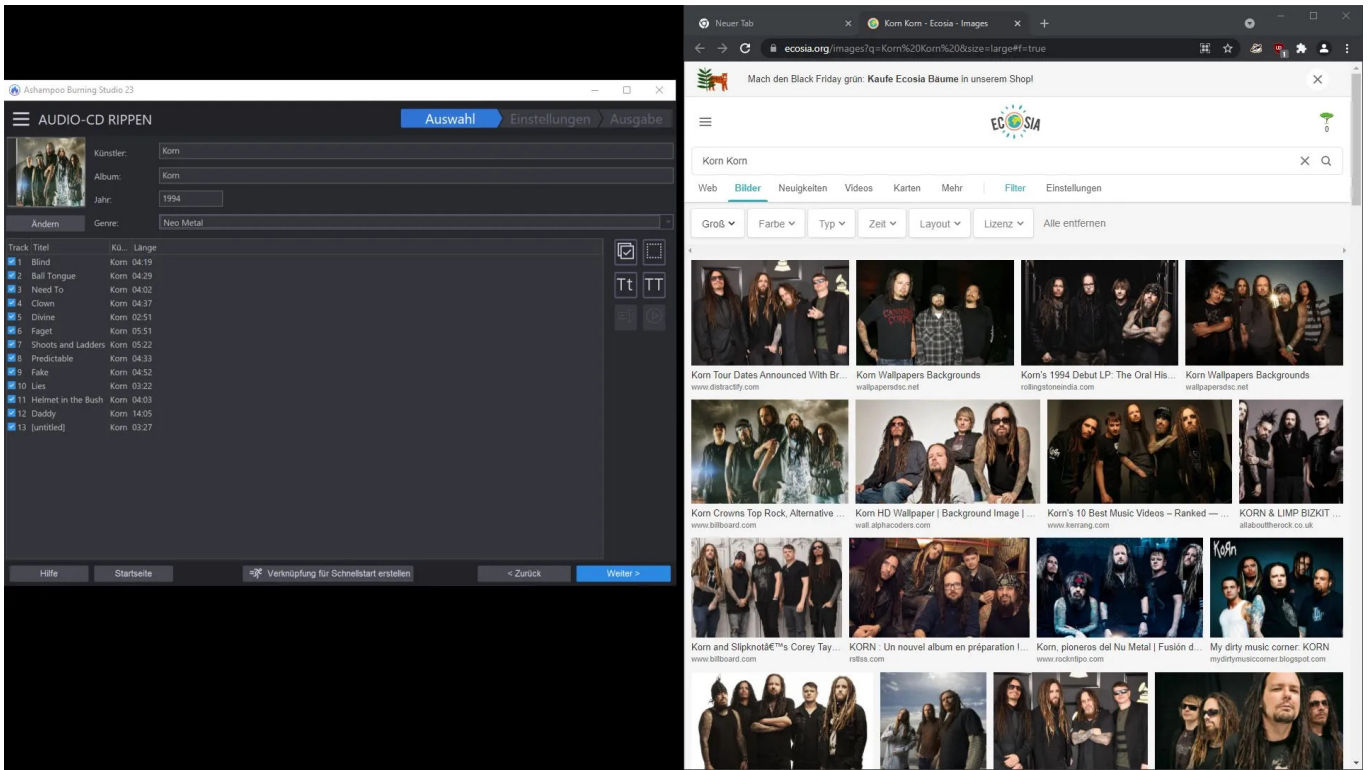 Ashampoo Burning Studio 23
AUDIO-CD RIPPEN
Auswahl Einstellungen Ausgabe
Künstler: Korn
Album: Korn
Jahr: 1994
Ändern Genre: Neo Metal
Track Titel Kü... Länge
1 Blind Korn 04:19
2 Ball Tongue Korn 04:29
3 Need To Korn 04:02
4 Clown Korn 04:37
5 Divine Korn 02:51
6 Faget Korn 05:51
7 Shoots and Ladders Korn 05:22
8 Predictable Korn 04:33
9 Fake Korn 04:52
10 Lies Korn 03:22
11 Helmet in the Bush Korn 04:03
12 Daddy Korn 14:05
13 [untitled] Korn 03:27
Tt TT
Hilfe Startseite Verknüpfung für Schnellstart erstellen < Zurück Weiter >
Neuer Tab Korn Korn - Ecosia - Images
ecosia.org/images?q=Korn%20Korn%20&size=large#f=true
1
Mach den Black Friday grün: Kaufe Ecosia Bäume in unserem Shop!
ECOSIA
0
Korn Korn
Web Bilder Neuigkeiten Videos Karten Mehr Filter Einstellungen
Groß Farbe Typ Zeit Layout Lizenz Alle entfernen
Korn Tour Dates Announced With Br... Korn Wallpapers Backgrounds Korn's 1994 Debut LP: The Oral His... Korn Wallpapers Backgrounds
www.distractify.com wallpapersdsc.net rollingstoneindia.com wallpapersdsc.net
Korn Crowns Top Rock, Alternative ... Korn HD Wallpaper | Background Image | ... Korn's 10 Best Music Videos – Ranked — ... KORN & LIMP BIZKIT ...
www.billboard.com wall.alphacoders.com www.kerrang.com allabouttherock.co.uk
KoЯn
Korn and Slipknotâ€™s Corey Tay... KORN : Un nouvel album en préparation !... Korn, pioneros del Nu Metal | Fusión d... My dirty music corner: KORN
www.billboard.com rstlss.com www.rockntipo.com mydirtymusiccorner.blogspot.com